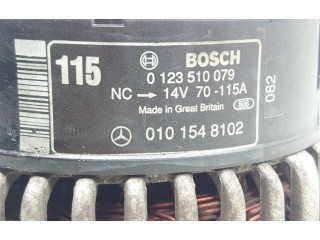 115
BOSCH
0 123 510 079
NC → 14V 70 -115A
Made in Great Britain
082
010 154 8102